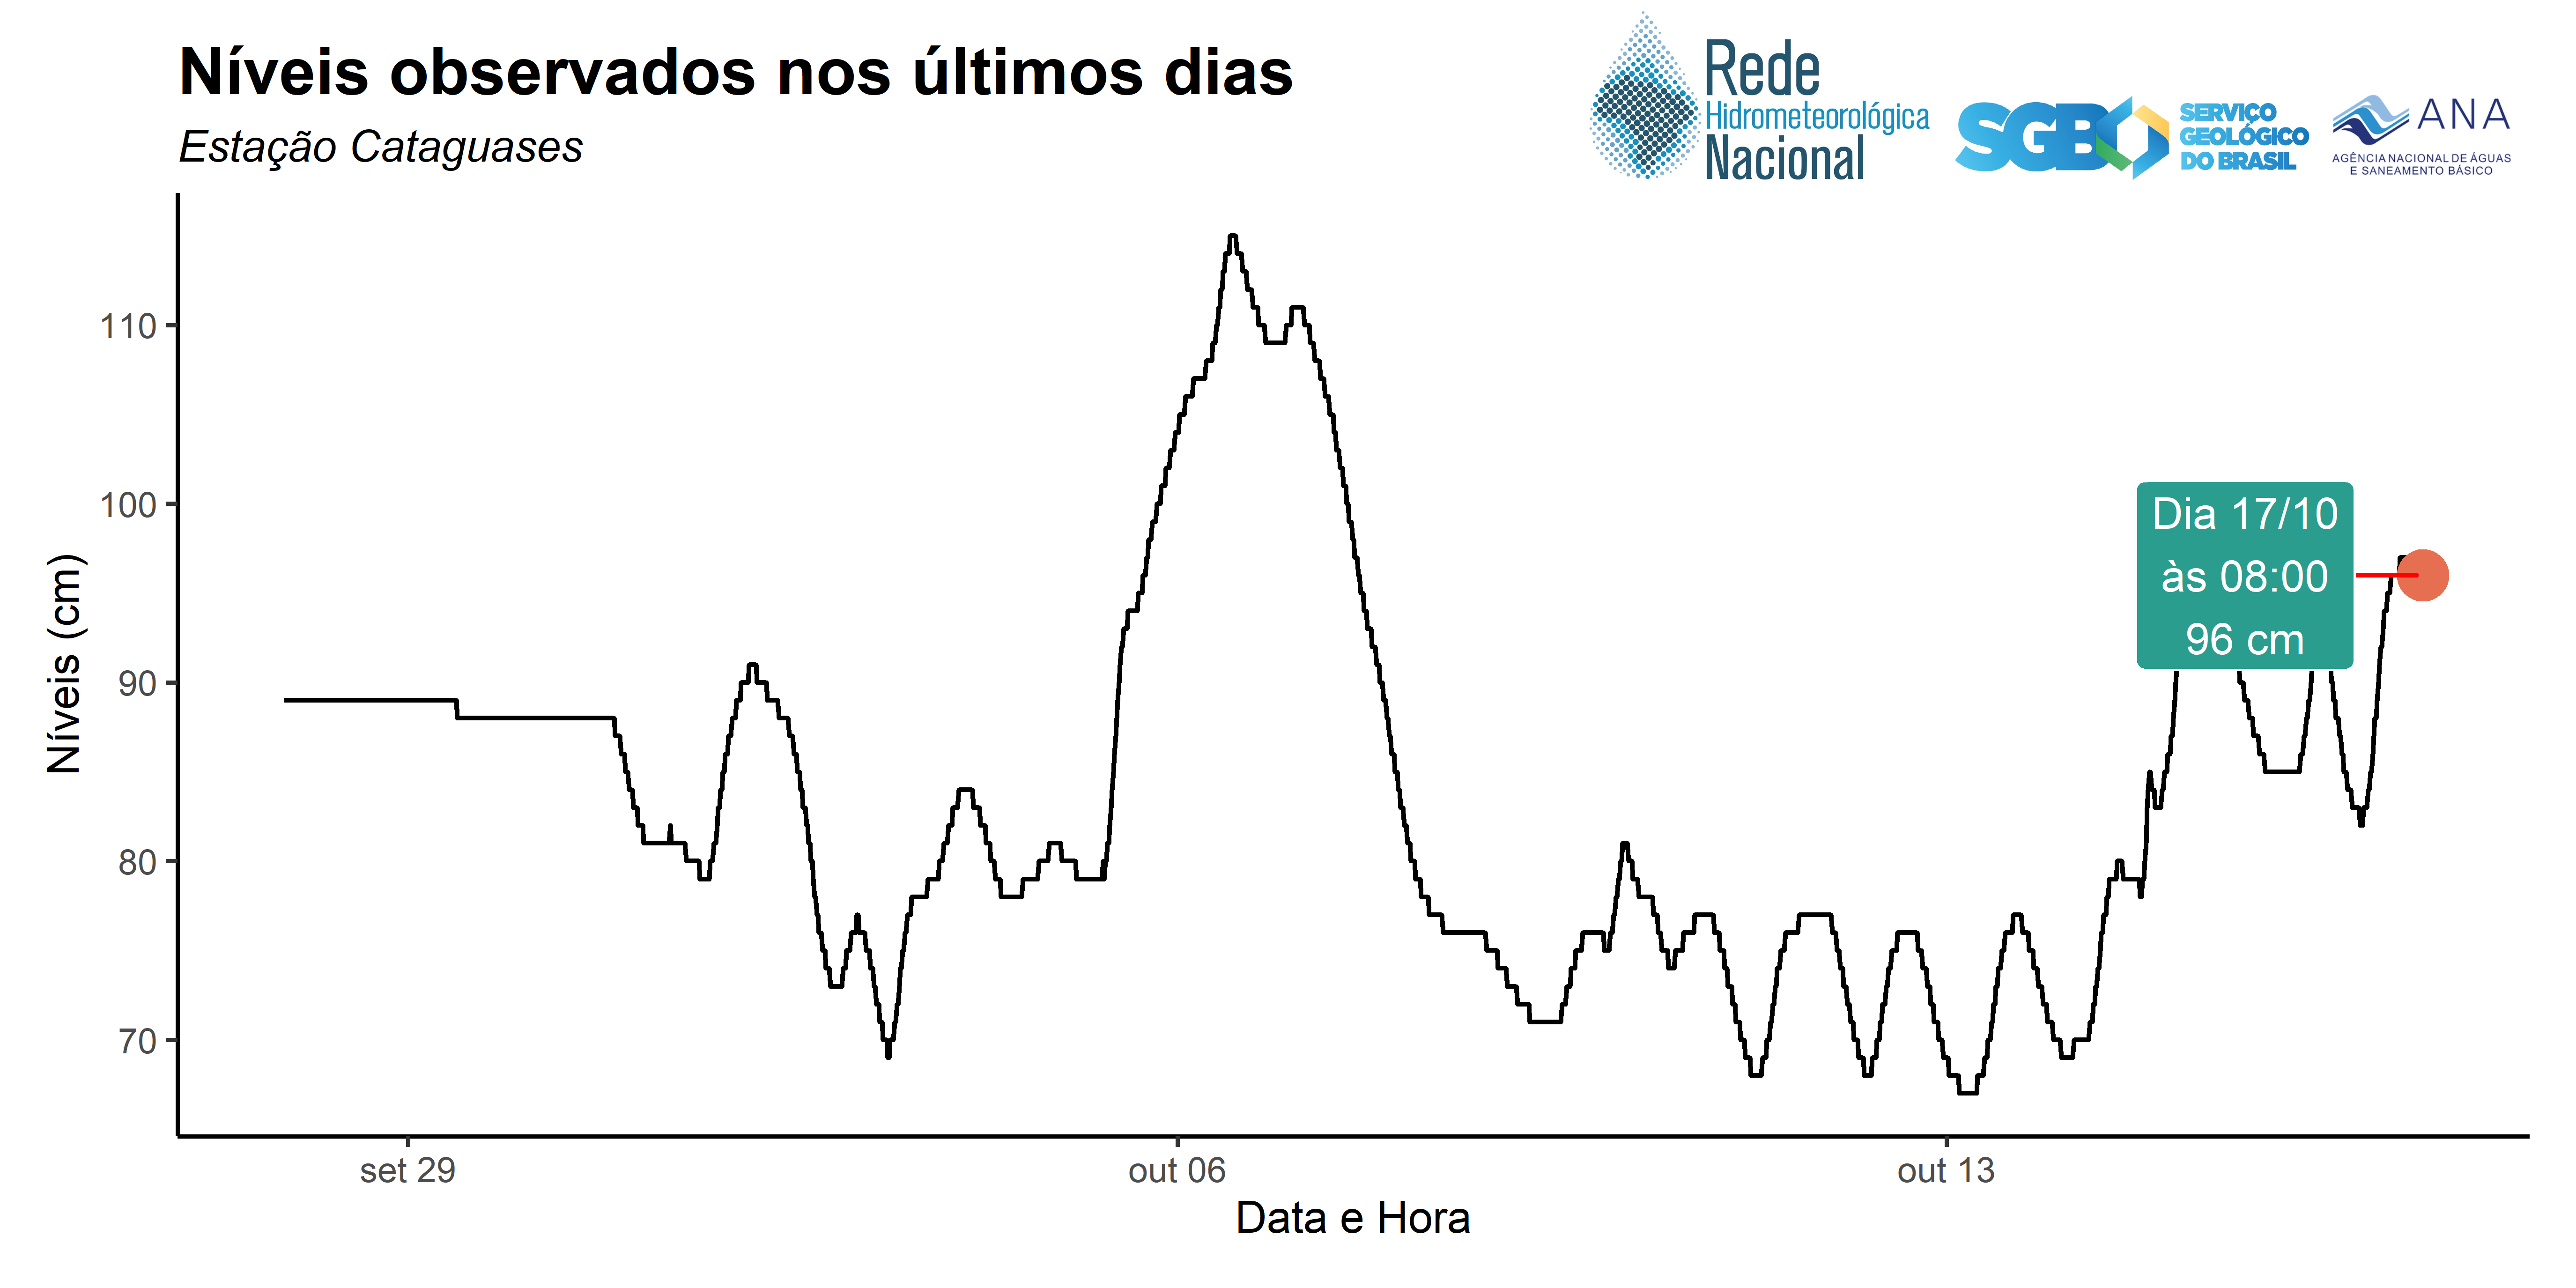 Níveis observados nos últimos dias
Estação Cataguases
Rede
Hidrometeorológica
Nacional
SGB
SERVIÇO
GEOLÓGICO
DO BRASIL
ANA
AGÊNCIA NACIONAL DE ÁGUAS
E SANEAMENTO BÁSICO
Níveis (cm)
110
100
90
80
70
Dia 17/10
às 08:00
96 cm
set 29
out 06
out 13
Data e Hora